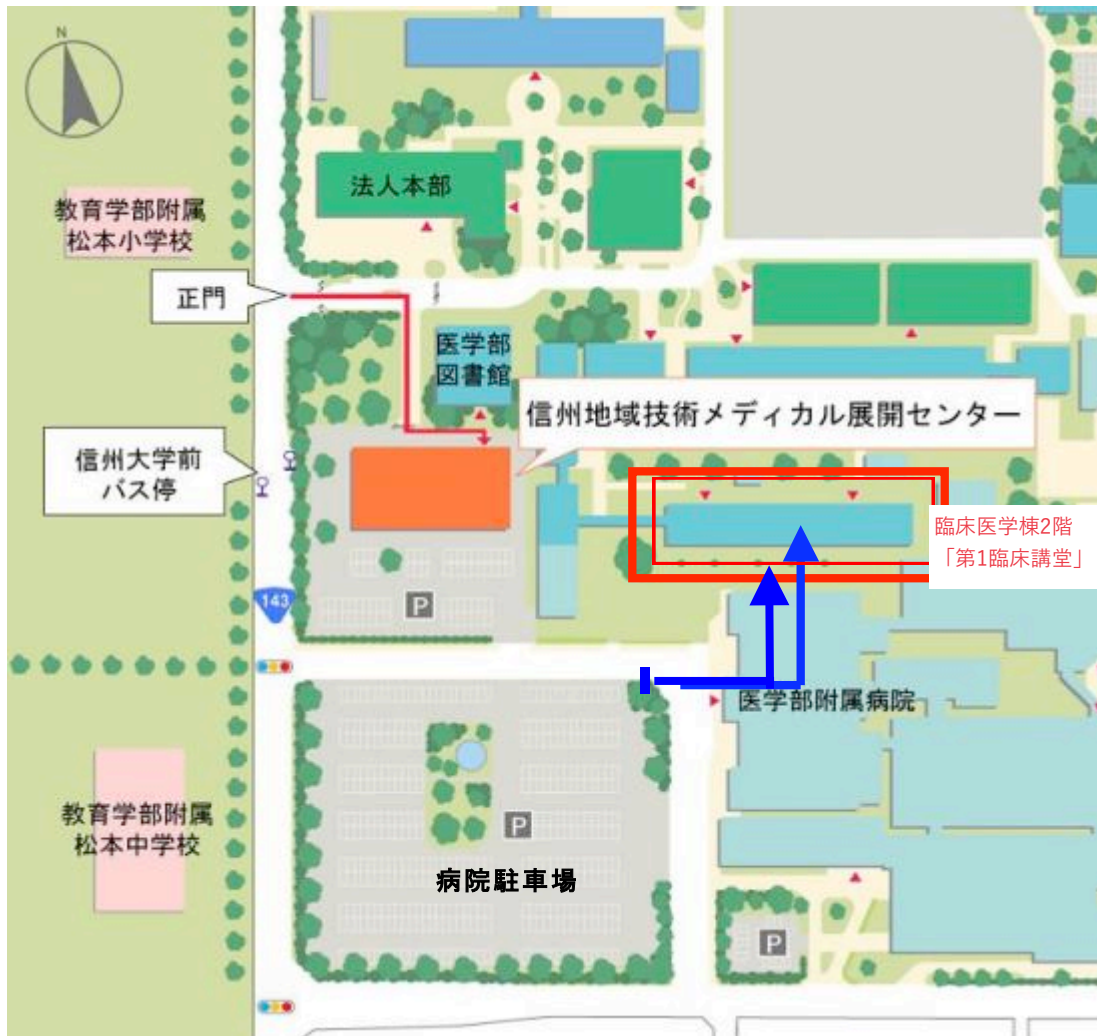 N
法人本部
教育学部附属
松本小学校
正門
医学部
図書館
信州地域技術メディカル展開センター
信州大学前
バス停
臨床医学棟2階
「第1臨床講堂」
143
P
医学部附属病院
教育学部附属
松本中学校
P
病院駐車場
P